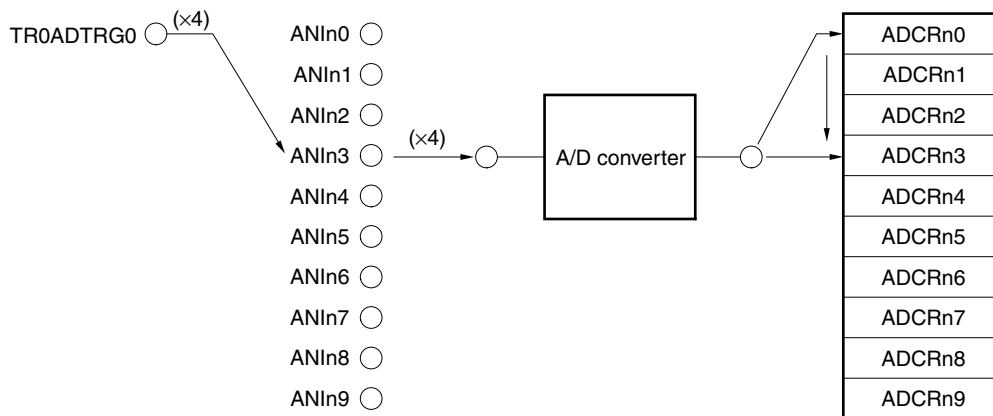 TR0ADTRG0
(×4)
ANIn0
ANIn1
ANIn2
ANIn3
ANIn4
ANIn5
ANIn6
ANIn7
ANIn8
ANIn9
(×4)
A/D converter
ADCRn0
ADCRn1
ADCRn2
ADCRn3
ADCRn4
ADCRn5
ADCRn6
ADCRn7
ADCRn8
ADCRn9